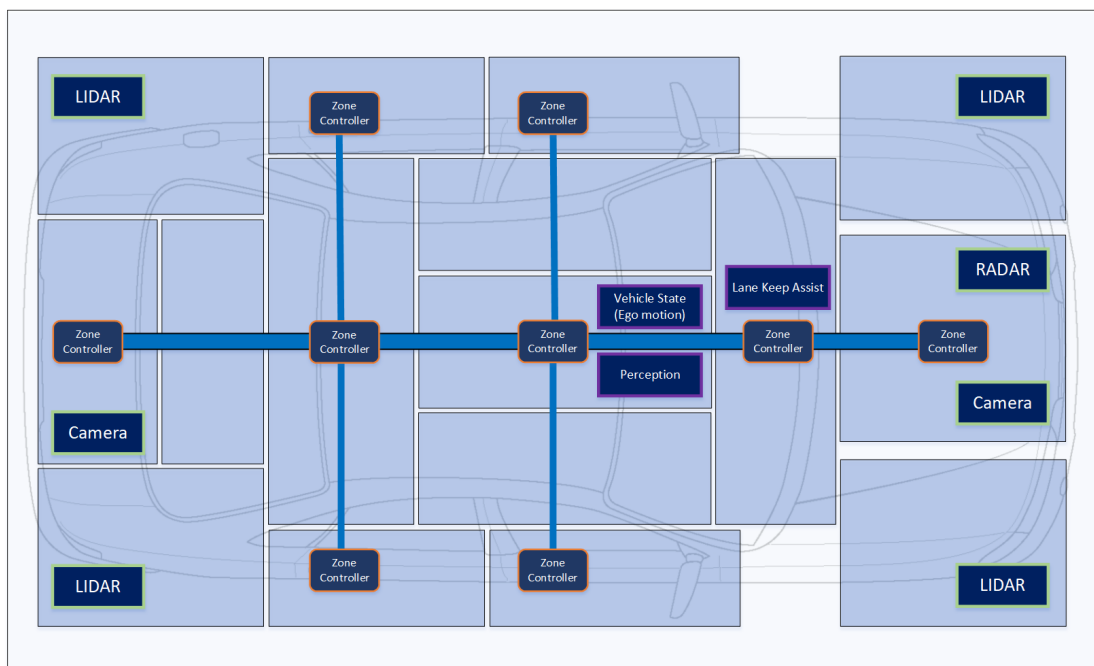 LIDAR
Zone
Controller
Zone
Controller
LIDAR
RADAR
Lane Keep Assist
Vehicle State
(Ego motion)
Zone
Controller
Zone
Controller
Zone
Controller
Zone
Controller
Zone
Controller
Perception
Camera
Camera
LIDAR
Zone
Controller
Zone
Controller
LIDAR